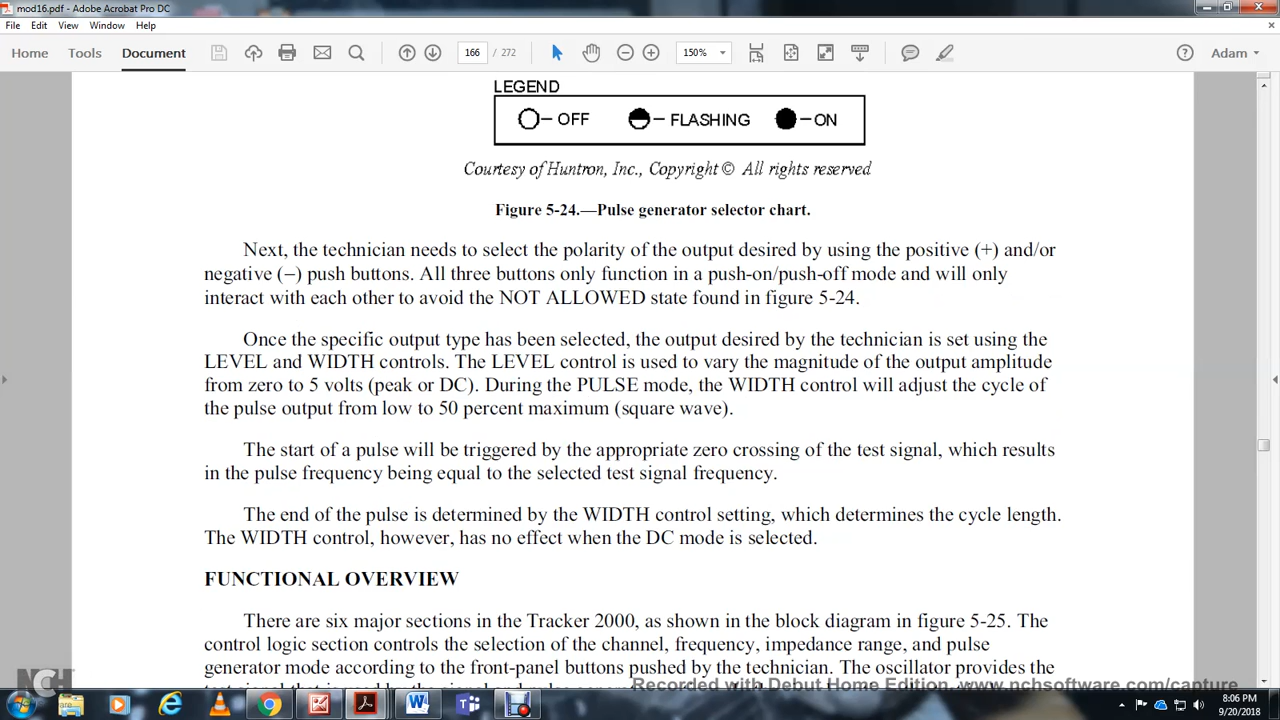 mod16.pdf - Adobe Acrobat Pro DC
File Edit View Window Help
Home Tools Document 166 / 272 150% Adam
LEGEND
– OFF – FLASHING – ON
Courtesy of Huntron, Inc., Copyright © All rights reserved
Figure 5-24.—Pulse generator selector chart.
Next, the technician needs to select the polarity of the output desired by using the positive (+) and/or
negative (−) push buttons. All three buttons only function in a push-on/push-off mode and will only
interact with each other to avoid the NOT ALLOWED state found in figure 5-24.
Once the specific output type has been selected, the output desired by the technician is set using the
LEVEL and WIDTH controls. The LEVEL control is used to vary the magnitude of the output amplitude
from zero to 5 volts (peak or DC). During the PULSE mode, the WIDTH control will adjust the cycle of
the pulse output from low to 50 percent maximum (square wave).
The start of a pulse will be triggered by the appropriate zero crossing of the test signal, which results
in the pulse frequency being equal to the selected test signal frequency.
The end of the pulse is determined by the WIDTH control setting, which determines the cycle length.
The WIDTH control, however, has no effect when the DC mode is selected.
FUNCTIONAL OVERVIEW
There are six major sections in the Tracker 2000, as shown in the block diagram in figure 5-25. The
control logic section controls the selection of the channel, frequency, impedance range, and pulse
generator mode according to the front-panel buttons pushed by the technician. The oscillator provides the
NCH
Recorded with Debut Home Edition. www.nchsoftware.com/capture
8:06 PM
9/20/2018